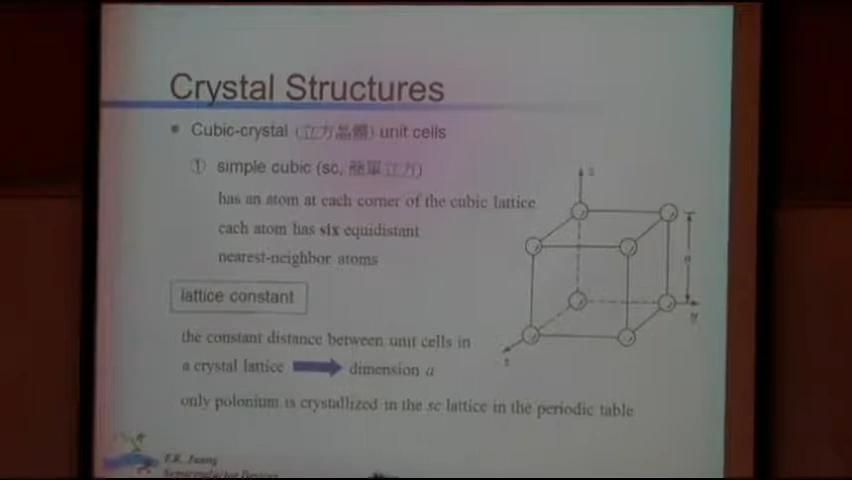 Crystal Structures
Cubic-crystal (立方晶體) unit cells
① simple cubic (sc, 簡單立方)
has an atom at each corner of the cubic lattice
each atom has six equidistant
nearest-neighbor atoms
lattice constant
the constant distance between unit cells in
a crystal lattice dimension a
only polonium is crystallized in the sc lattice in the periodic table
z
a
y
x
Semiconductor Devices